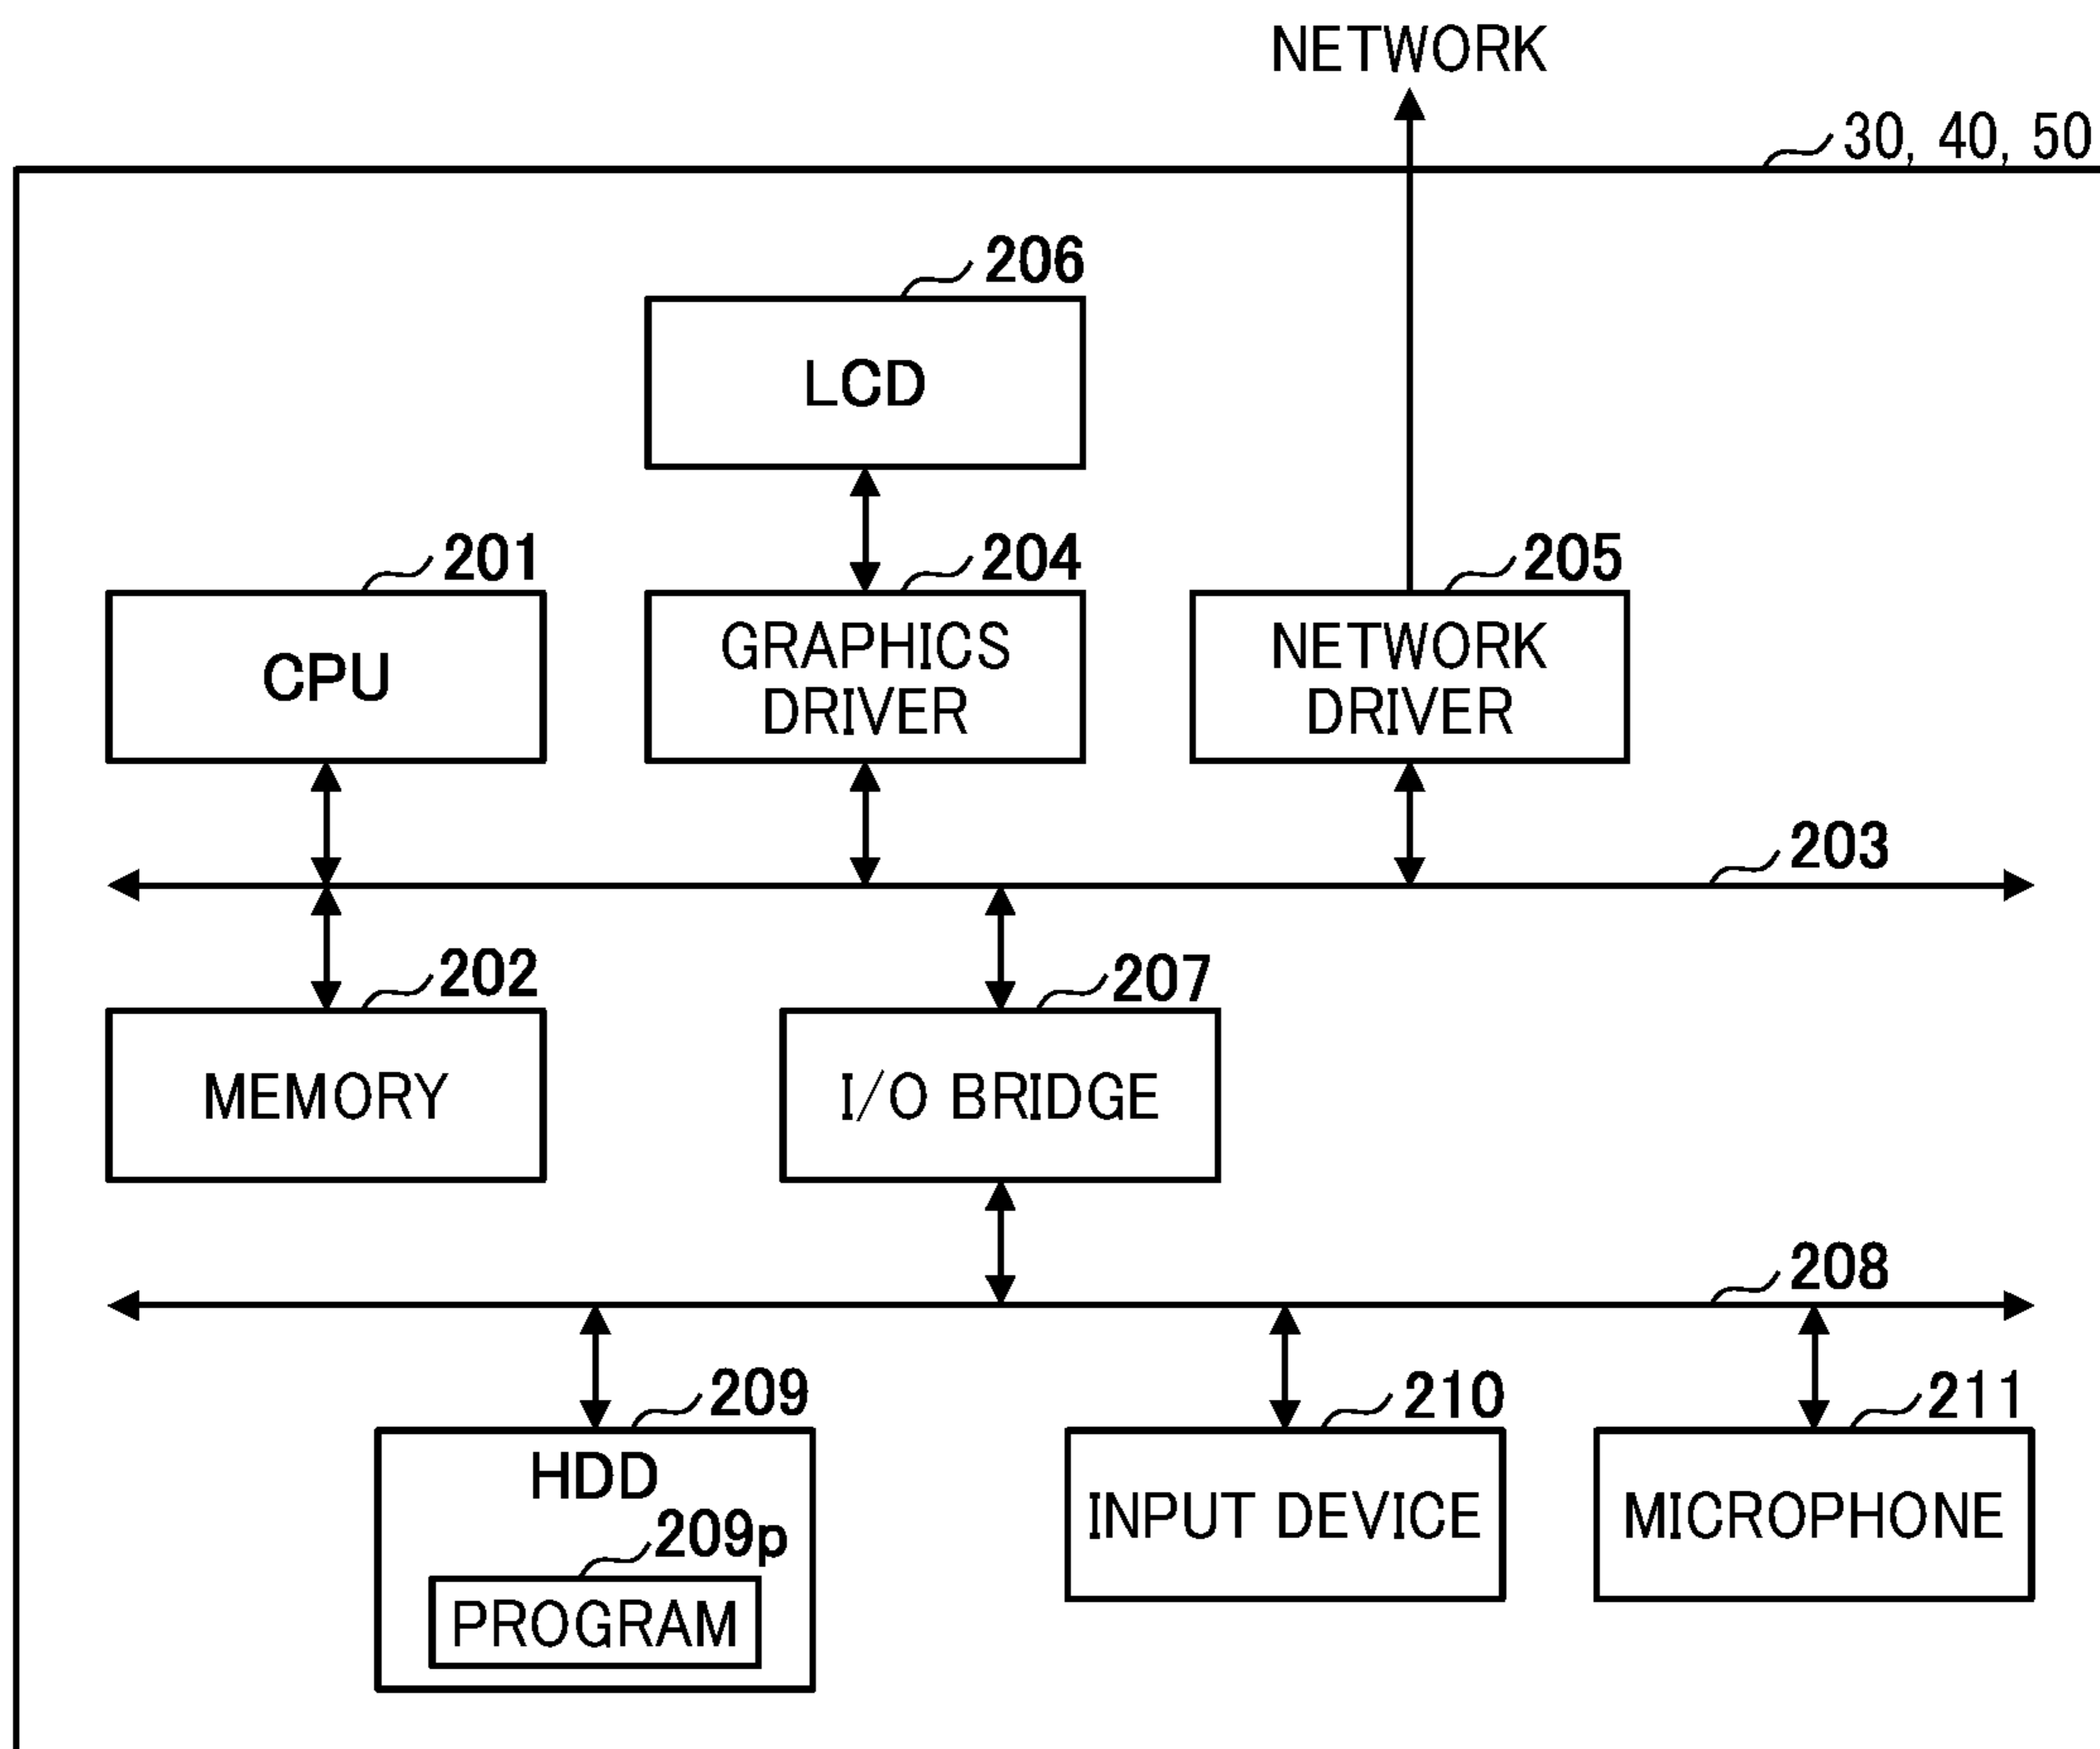 NETWORK
30, 40, 50
206
LCD
201
204
205
CPU
GRAPHICS
DRIVER
NETWORK
DRIVER
203
202
207
MEMORY
I/O BRIDGE
208
209
210
211
HDD
209p
PROGRAM
INPUT DEVICE
MICROPHONE